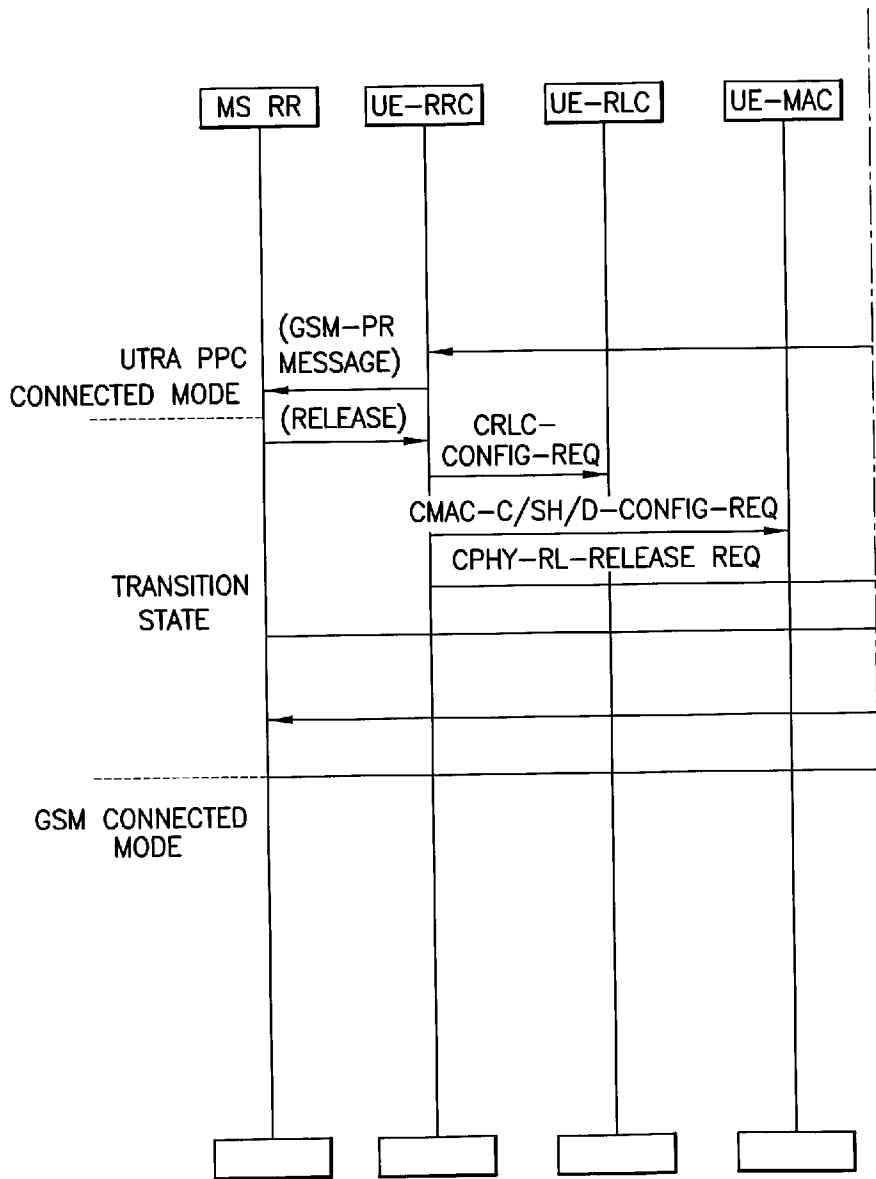 MS RR
UE-RRC
UE-RLC
UE-MAC
(GSM-PR
MESSAGE)
UTRA PPC
CONNECTED MODE
(RELEASE)
CRLC-
CONFIG-REQ
CMAC-C/SH/D-CONFIG-REQ
CPHY-RL-RELEASE REQ
TRANSITION
STATE
GSM CONNECTED
MODE